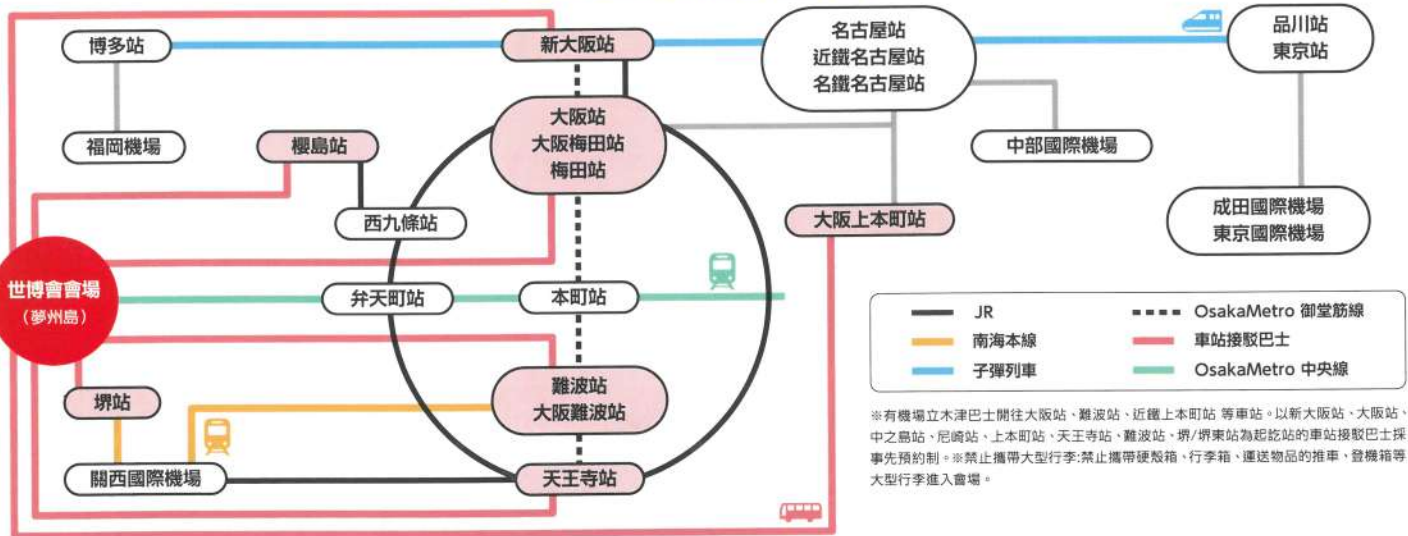 博多站
新大阪站
名古屋站
近鐵名古屋站
名鐵名古屋站
品川站
東京站
福岡機場
櫻島站
大阪站
大阪梅田站
梅田站
中部國際機場
西九條站
大阪上本町站
成田國際機場
東京國際機場
世博會會場
（夢州島）
弁天町站
本町站
JR
OsakaMetro 御堂筋線
南海本線
車站接駁巴士
子彈列車
OsakaMetro 中央線
堺站
難波站
大阪難波站
關西國際機場
天王寺站
※有機場立木津巴士開往大阪站、難波站、近鐵上本町站 等車站。以新大阪站、大阪站、
中之島站、尼崎站、上本町站、天王寺站、難波站、堺/堺東站為起訖站的車站接駁巴士採
事先預約制。※禁止攜帶大型行李:禁止攜帶硬殼箱、行李箱、運送物品的推車、登機箱等
大型行李進入會場。